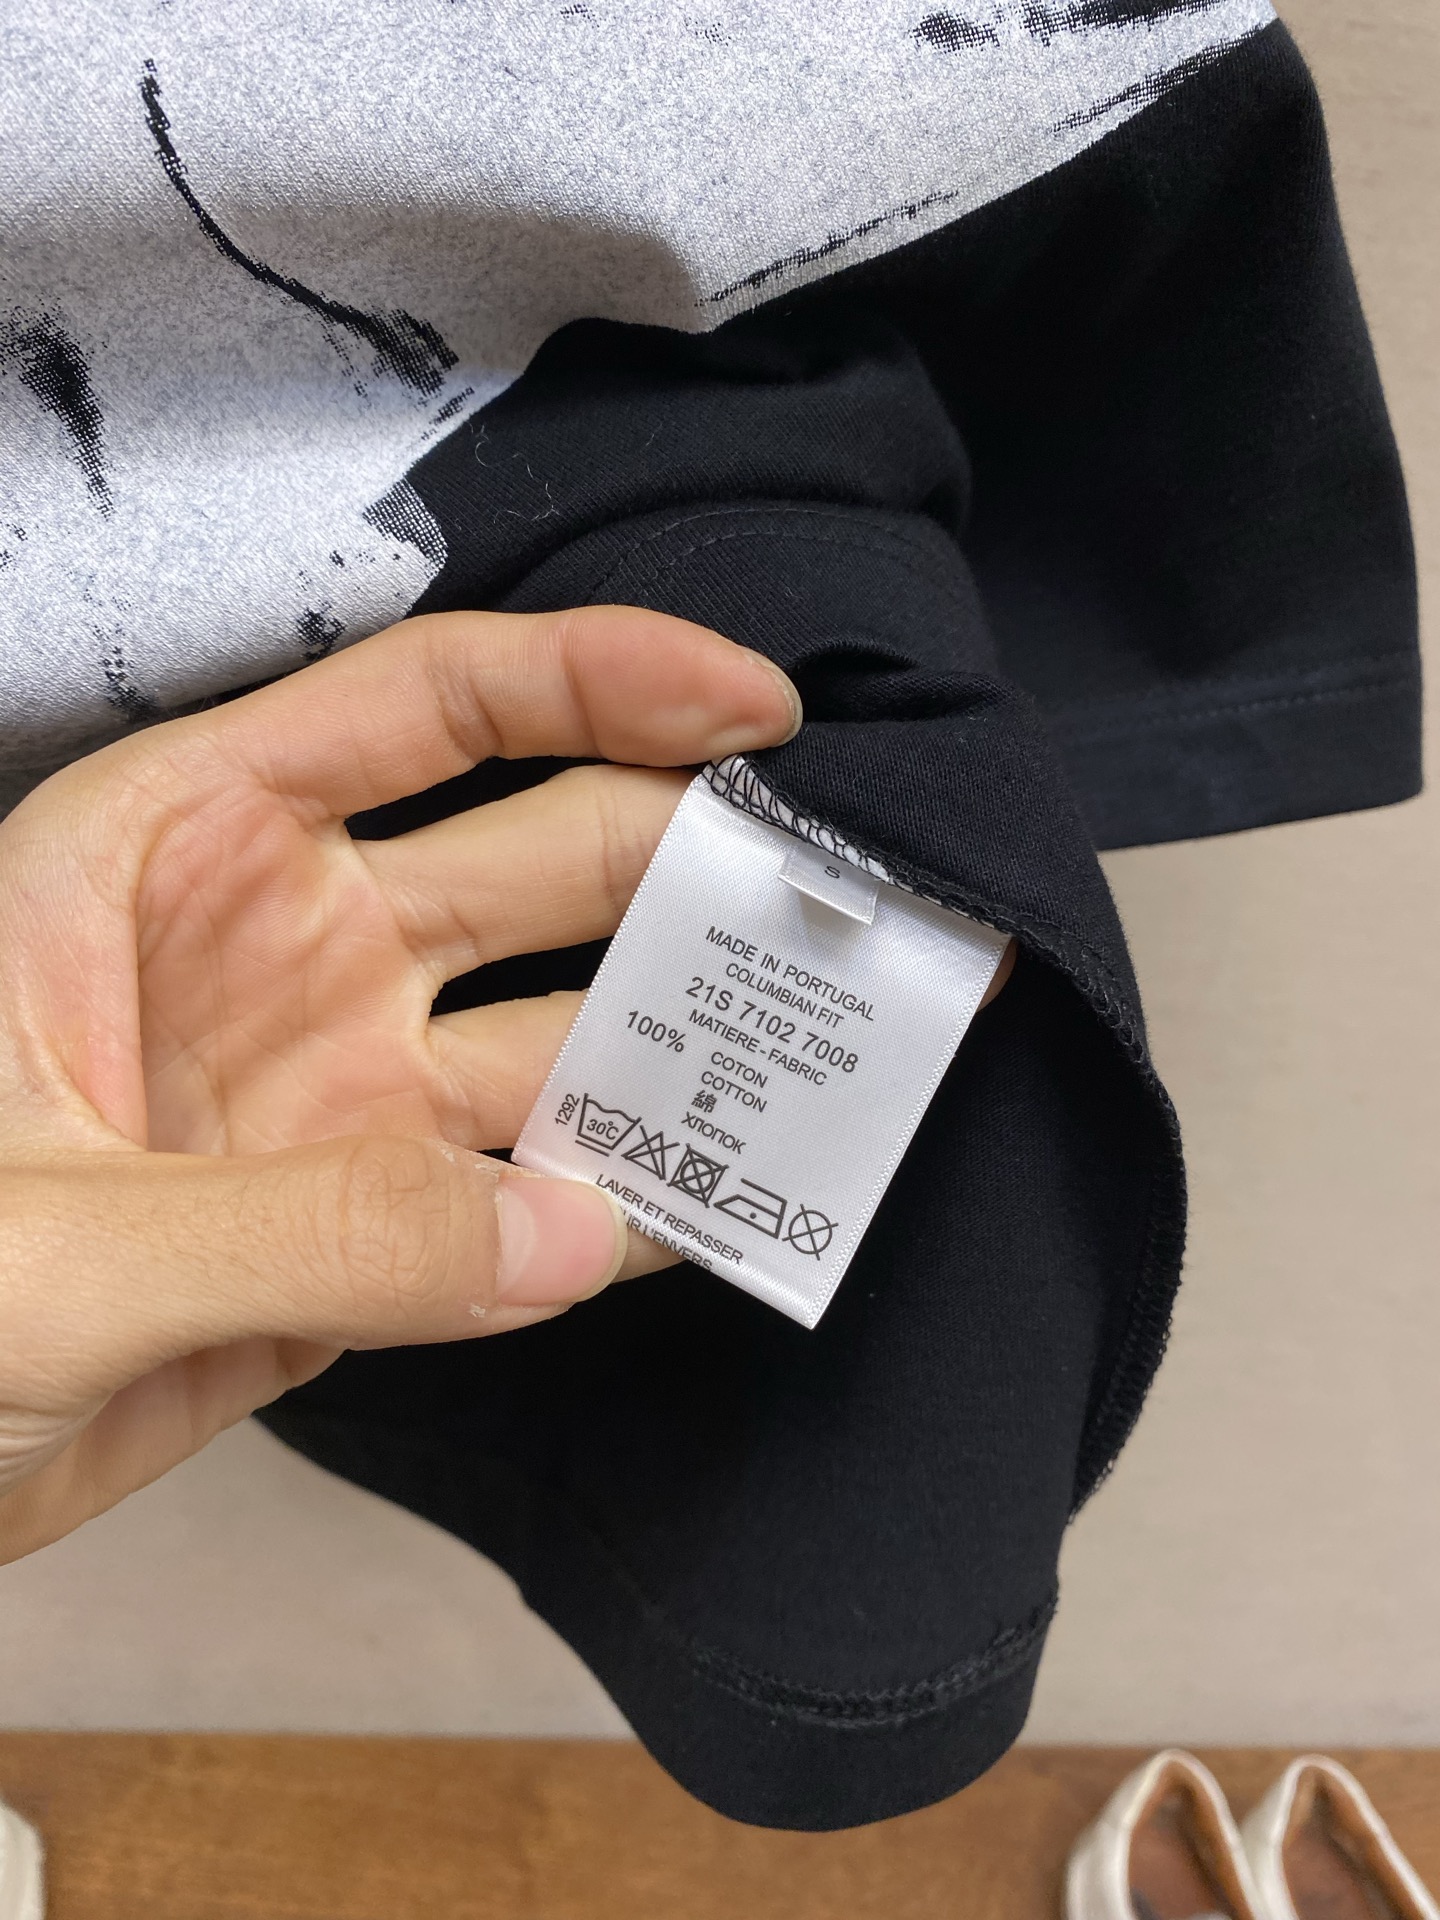 S
MADE IN PORTUGAL
COLUMBIAN FIT
21S 7102 7008
MATIERE - FABRIC
100% COTON
COTTON
綿
ХЛОПОК
1292
30°C
LAVER ET REPASSER
L'ENVERS